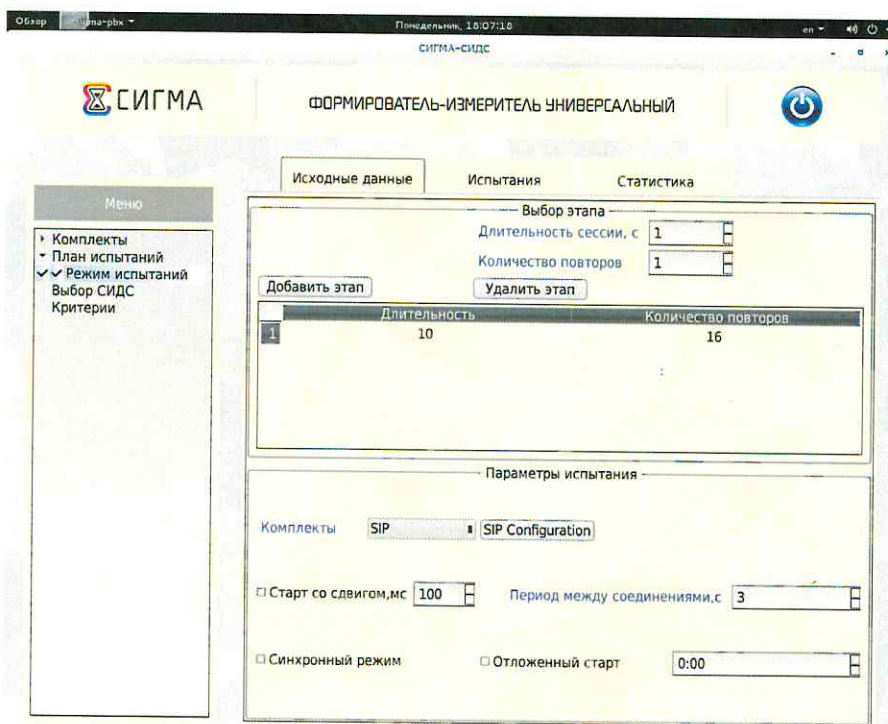 Обзор
Понедельник, 18:07:18
en
СИГМА-СИДС
СИГМА
ФОРМИРОВАТЕЛЬ-ИЗМЕРИТЕЛЬ УНИВЕРСАЛЬНЫЙ
Исходные данные Испытания Статистика
Меню
Комплекты
План испытаний
Режим испытаний
Выбор СИДС
Критерии
Выбор этапа
Длительность сессии, с 1
Количество повторов 1
Добавить этап Удалить этап
Длительность Количество повторов
1 10 16
Параметры испытания
Комплекты SIP SIP Configuration
Старт со сдвигом,мс 100 Период между соединениями,с 3
Синхронный режим Отложенный старт 0:00